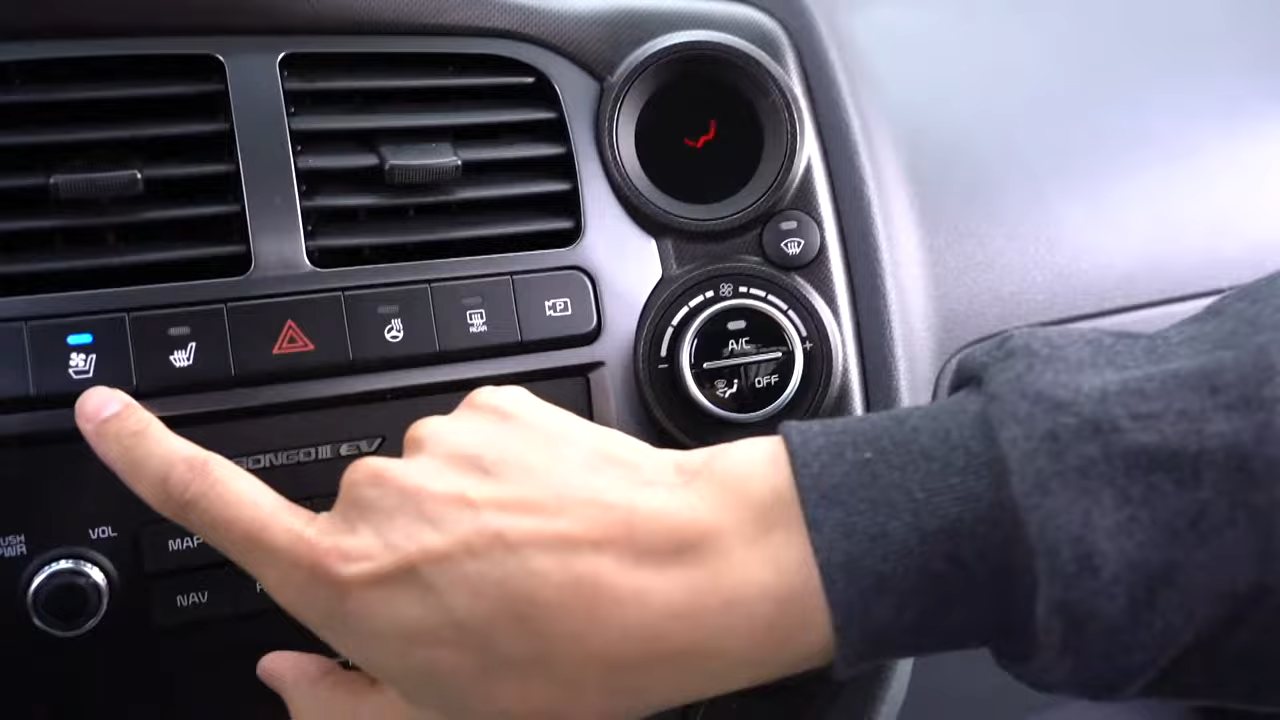 REAR
P
A/C
OFF
BONGO III EV
VOL
PUSH
PWR
MAP
NAV